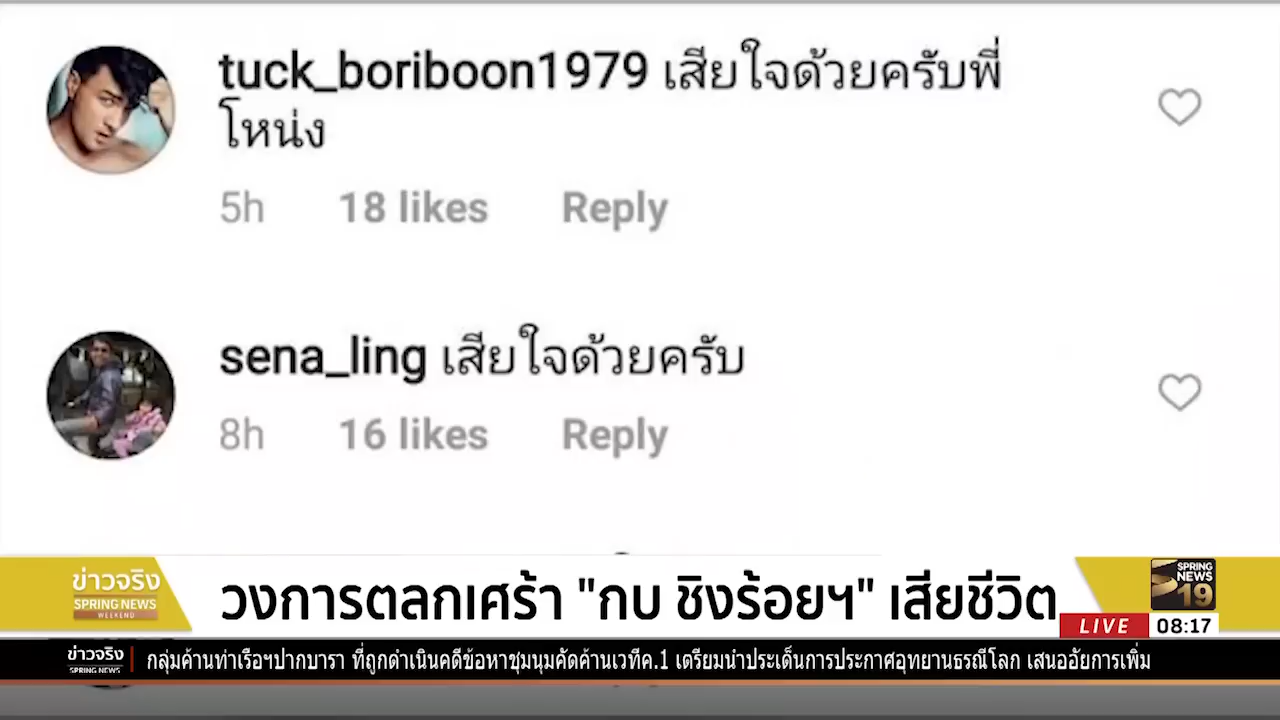 tuck_boriboon1979 เสียใจด้วยครับพี่
โหน่ง
5h 18 likes Reply
sena_ling เสียใจด้วยครับ
8h 16 likes Reply
ข่าวจริง
SPRING NEWS
WEEKEND
วงการตลกเศร้า "กบ ชิงร้อยฯ" เสียชีวิต
SPRING
NEWS
19
LIVE 08:17
ข่าวจริง
SPRING NEWS
กลุ่มค้านท่าเรือฯปากบารา ที่ถูกดำเนินคดีข้อหาชุมนุมคัดค้านเวทีค.1 เตรียมนำประเด็นการประกาศอุทยานธรณีโลก เสนออัยการเพิ่ม